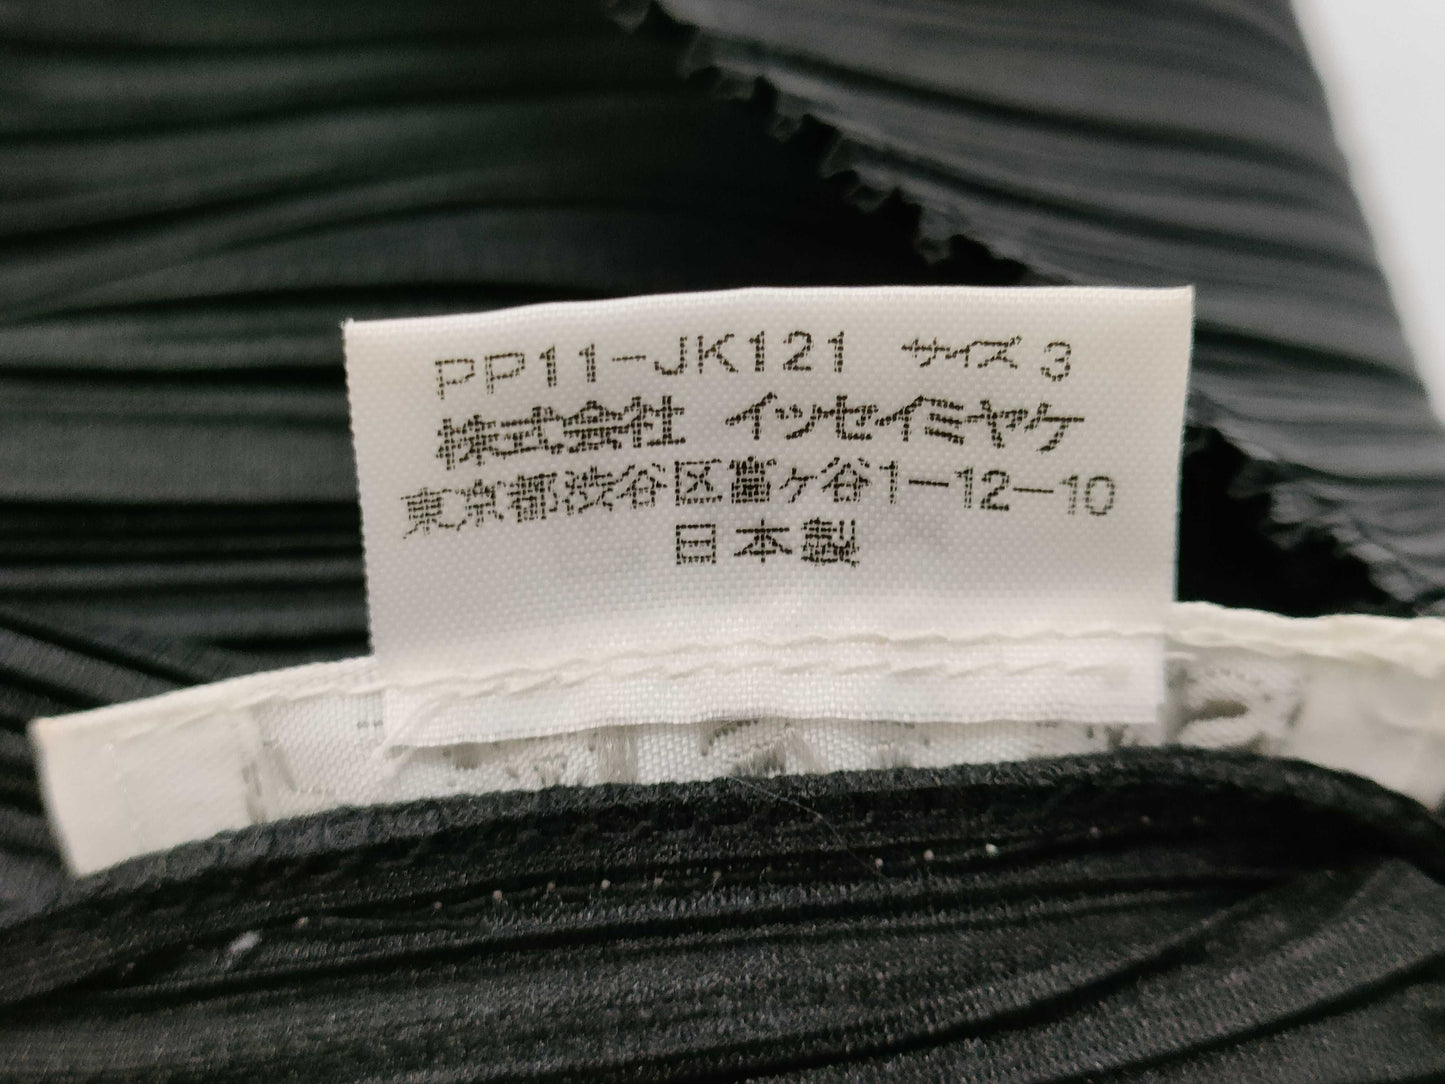 PP11-JK121 サイズ 3
株式会社 イッセイミヤケ
東京都渋谷区富ヶ谷1-12-10
日本製